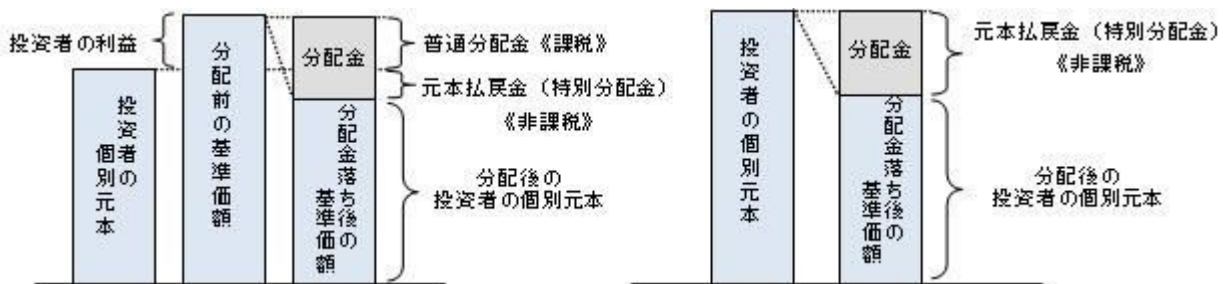 投資者の利益
投資者の
個別元本
分配前の基準価額
分配金
分配金落ち後の
基準価額
普通分配金《課税》
元本払戻金（特別分配金）
《非課税》
分配後の
投資者の個別元本
投資者の個別元本
分配金
分配金落ち後の
基準価額
元本払戻金（特別分配金）
《非課税》
分配後の
投資者の個別元本